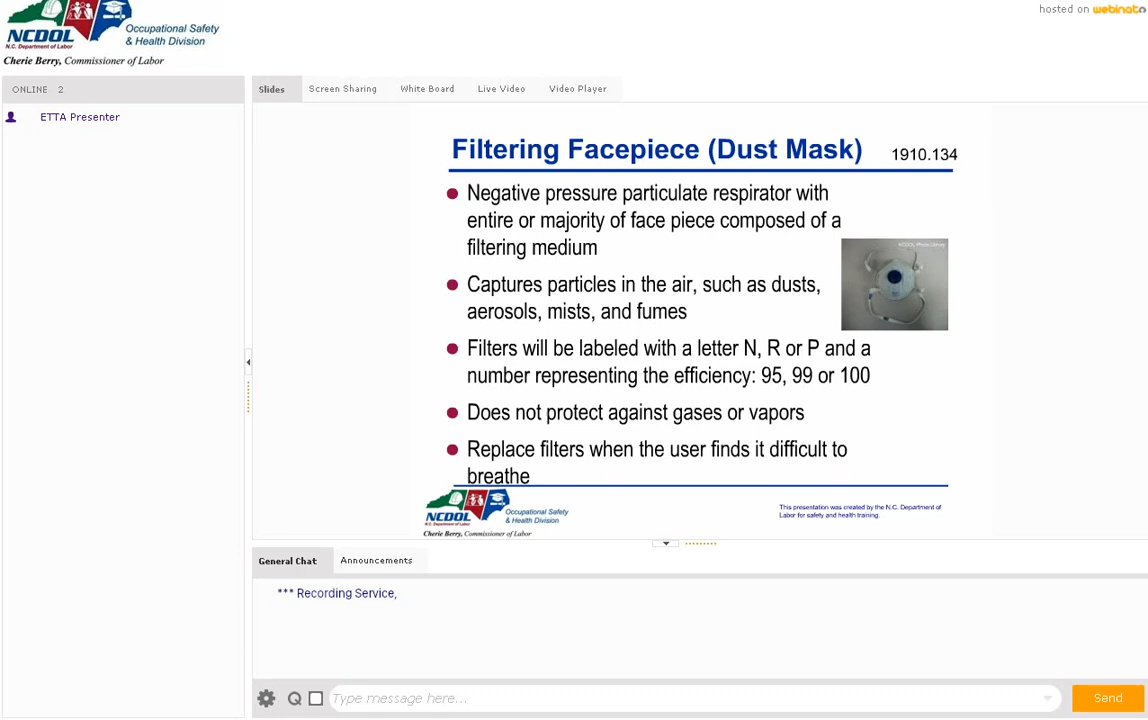 hosted on webinato
NCDOL
N.C. Department of Labor
Occupational Safety
& Health Division
Cherie Berry, Commissioner of Labor
ONLINE 2
ETTA Presenter
Slides Screen Sharing White Board Live Video Video Player
Filtering Facepiece (Dust Mask) 1910.134
Negative pressure particulate respirator with
entire or majority of face piece composed of a
filtering medium
NCDOL Photo Library
Captures particles in the air, such as dusts,
aerosols, mists, and fumes
Filters will be labeled with a letter N, R or P and a
number representing the efficiency: 95, 99 or 100
Does not protect against gases or vapors
Replace filters when the user finds it difficult to
breathe
NCDOL
N.C. Department of Labor
Occupational Safety
& Health Division
Cherie Berry, Commissioner of Labor
This presentation was created by the N.C. Department of
Labor for safety and health training.
General Chat Announcements
*** Recording Service,
Q Type message here... Send